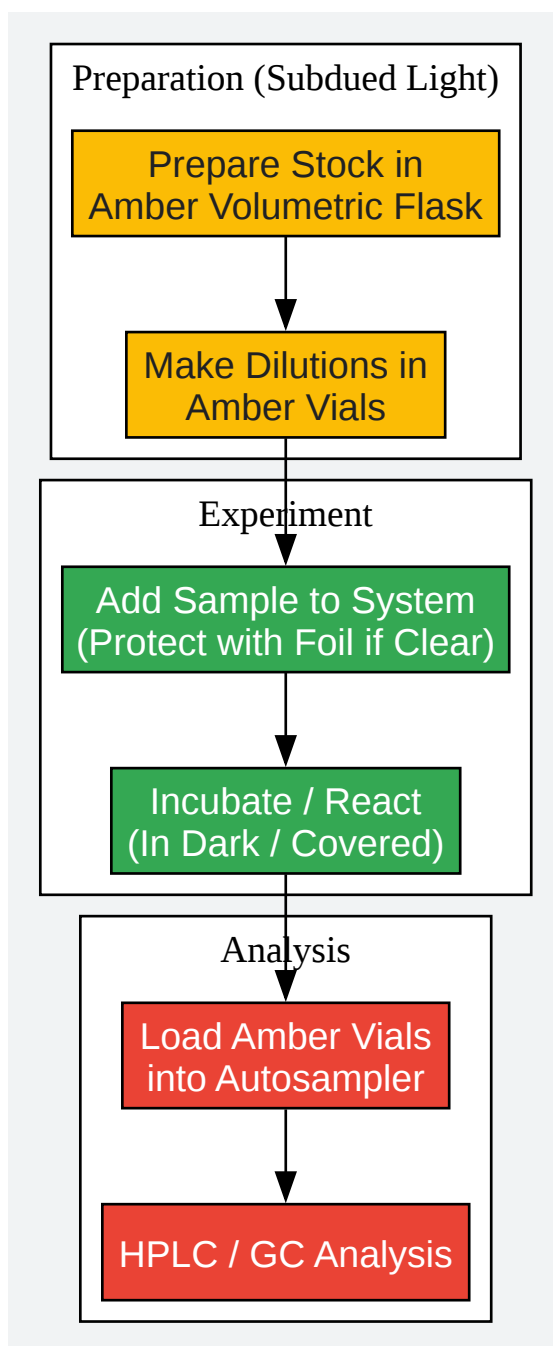 Preparation (Subdued Light)
Prepare Stock in
Amber Volumetric Flask
Make Dilutions in
Amber Vials
Experiment
Add Sample to System
(Protect with Foil if Clear)
Incubate / React
(In Dark / Covered)
Analysis
Load Amber Vials
into Autosampler
HPLC / GC Analysis